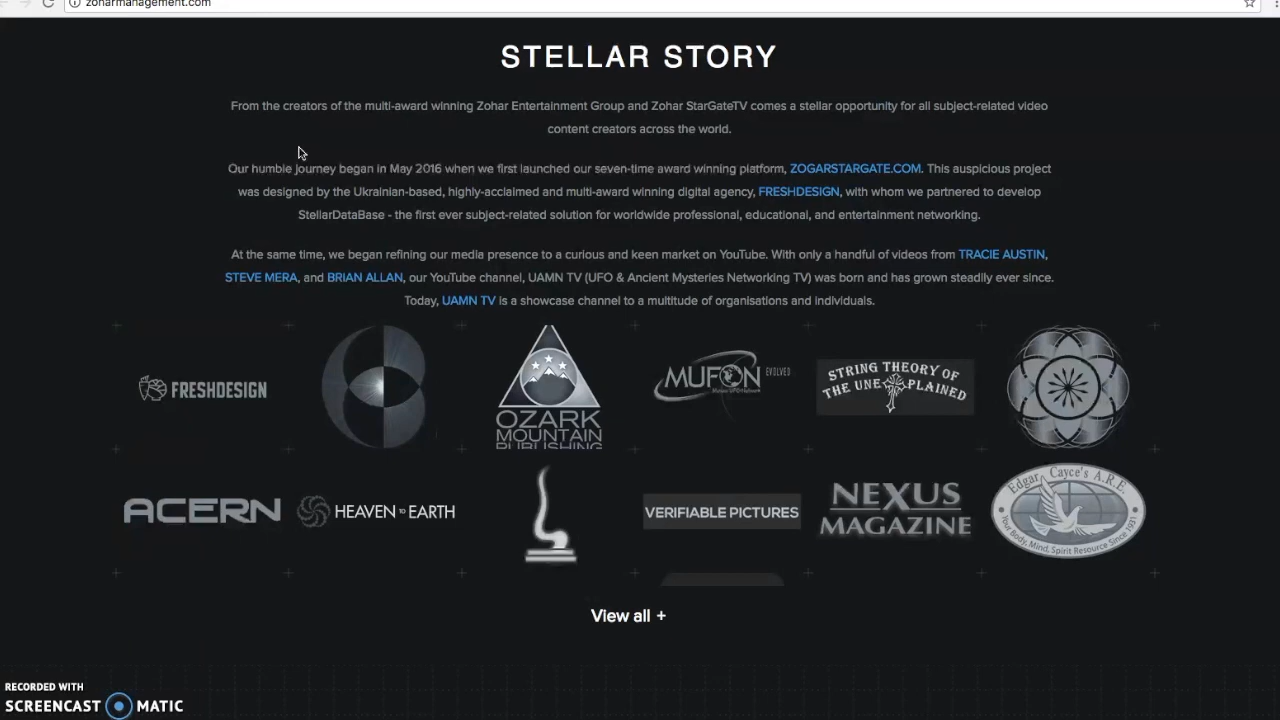 zoharmanagement.com
STELLAR STORY
From the creators of the multi-award winning Zohar Entertainment Group and Zohar StarGateTV comes a stellar opportunity for all subject-related video
content creators across the world.
Our humble journey began in May 2016 when we first launched our seven-time award winning platform, ZOGARSTARGATE.COM. This auspicious project
was designed by the Ukrainian-based, highly-acclaimed and multi-award winning digital agency, FRESHDESIGN, with whom we partnered to develop
StellarDataBase - the first ever subject-related solution for worldwide professional, educational, and entertainment networking.
At the same time, we began refining our media presence to a curious and keen market on YouTube. With only a handful of videos from TRACIE AUSTIN,
STEVE MERA, and BRIAN ALLAN, our YouTube channel, UAMN TV (UFO & Ancient Mysteries Networking TV) was born and has grown steadily ever since.
Today, UAMN TV is a showcase channel to a multitude of organisations and individuals.
FRESHDESIGN
OZARK
MOUNTAIN
PUBLISHING
MUFON EVOLVED
STRING THEORY OF
THE UNEXPLAINED
ACERN
HEAVEN TO EARTH
VERIFIABLE PICTURES
NEXUS
MAGAZINE
Edgar Cayce's A.R.E.
Your Body, Mind, Spirit Resource Since 1931
View all +
RECORDED WITH
SCREENCAST MATIC